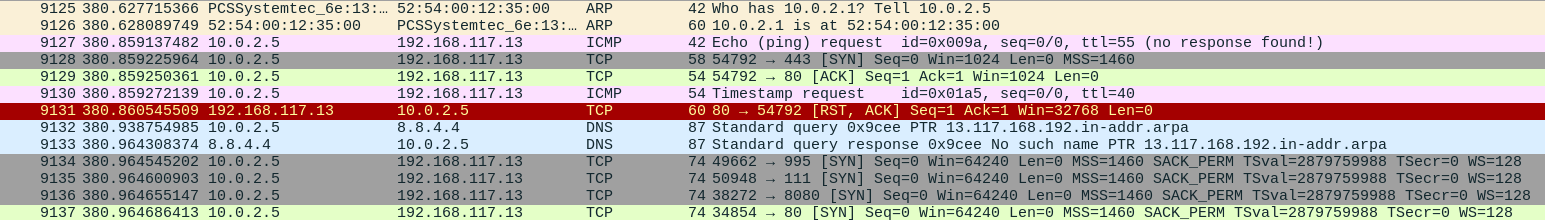 9125 380.627715366 PCSSystemtec_6e:13:… 52:54:00:12:35:00 ARP 42 Who has 10.0.2.1? Tell 10.0.2.5
9126 380.628089749 52:54:00:12:35:00 PCSSystemtec_6e:13:… ARP 60 10.0.2.1 is at 52:54:00:12:35:00
9127 380.859137482 10.0.2.5 192.168.117.13 ICMP 42 Echo (ping) request id=0x009a, seq=0/0, ttl=55 (no response found!)
9128 380.859225964 10.0.2.5 192.168.117.13 TCP 58 54792 → 443 [SYN] Seq=0 Win=1024 Len=0 MSS=1460
9129 380.859250361 10.0.2.5 192.168.117.13 TCP 54 54792 → 80 [ACK] Seq=1 Ack=1 Win=1024 Len=0
9130 380.859272139 10.0.2.5 192.168.117.13 ICMP 54 Timestamp request id=0x01a5, seq=0/0, ttl=40
9131 380.860545509 192.168.117.13 10.0.2.5 TCP 60 80 → 54792 [RST, ACK] Seq=1 Ack=1 Win=32768 Len=0
9132 380.938754985 10.0.2.5 8.8.4.4 DNS 87 Standard query 0x9cee PTR 13.117.168.192.in-addr.arpa
9133 380.964308374 8.8.4.4 10.0.2.5 DNS 87 Standard query response 0x9cee No such name PTR 13.117.168.192.in-addr.arpa
9134 380.964545202 10.0.2.5 192.168.117.13 TCP 74 49662 → 995 [SYN] Seq=0 Win=64240 Len=0 MSS=1460 SACK_PERM TSval=2879759988 TSecr=0 WS=128
9135 380.964600903 10.0.2.5 192.168.117.13 TCP 74 50948 → 111 [SYN] Seq=0 Win=64240 Len=0 MSS=1460 SACK_PERM TSval=2879759988 TSecr=0 WS=128
9136 380.964655147 10.0.2.5 192.168.117.13 TCP 74 38272 → 8080 [SYN] Seq=0 Win=64240 Len=0 MSS=1460 SACK_PERM TSval=2879759988 TSecr=0 WS=128
9137 380.964686413 10.0.2.5 192.168.117.13 TCP 74 34854 → 80 [SYN] Seq=0 Win=64240 Len=0 MSS=1460 SACK_PERM TSval=2879759988 TSecr=0 WS=128